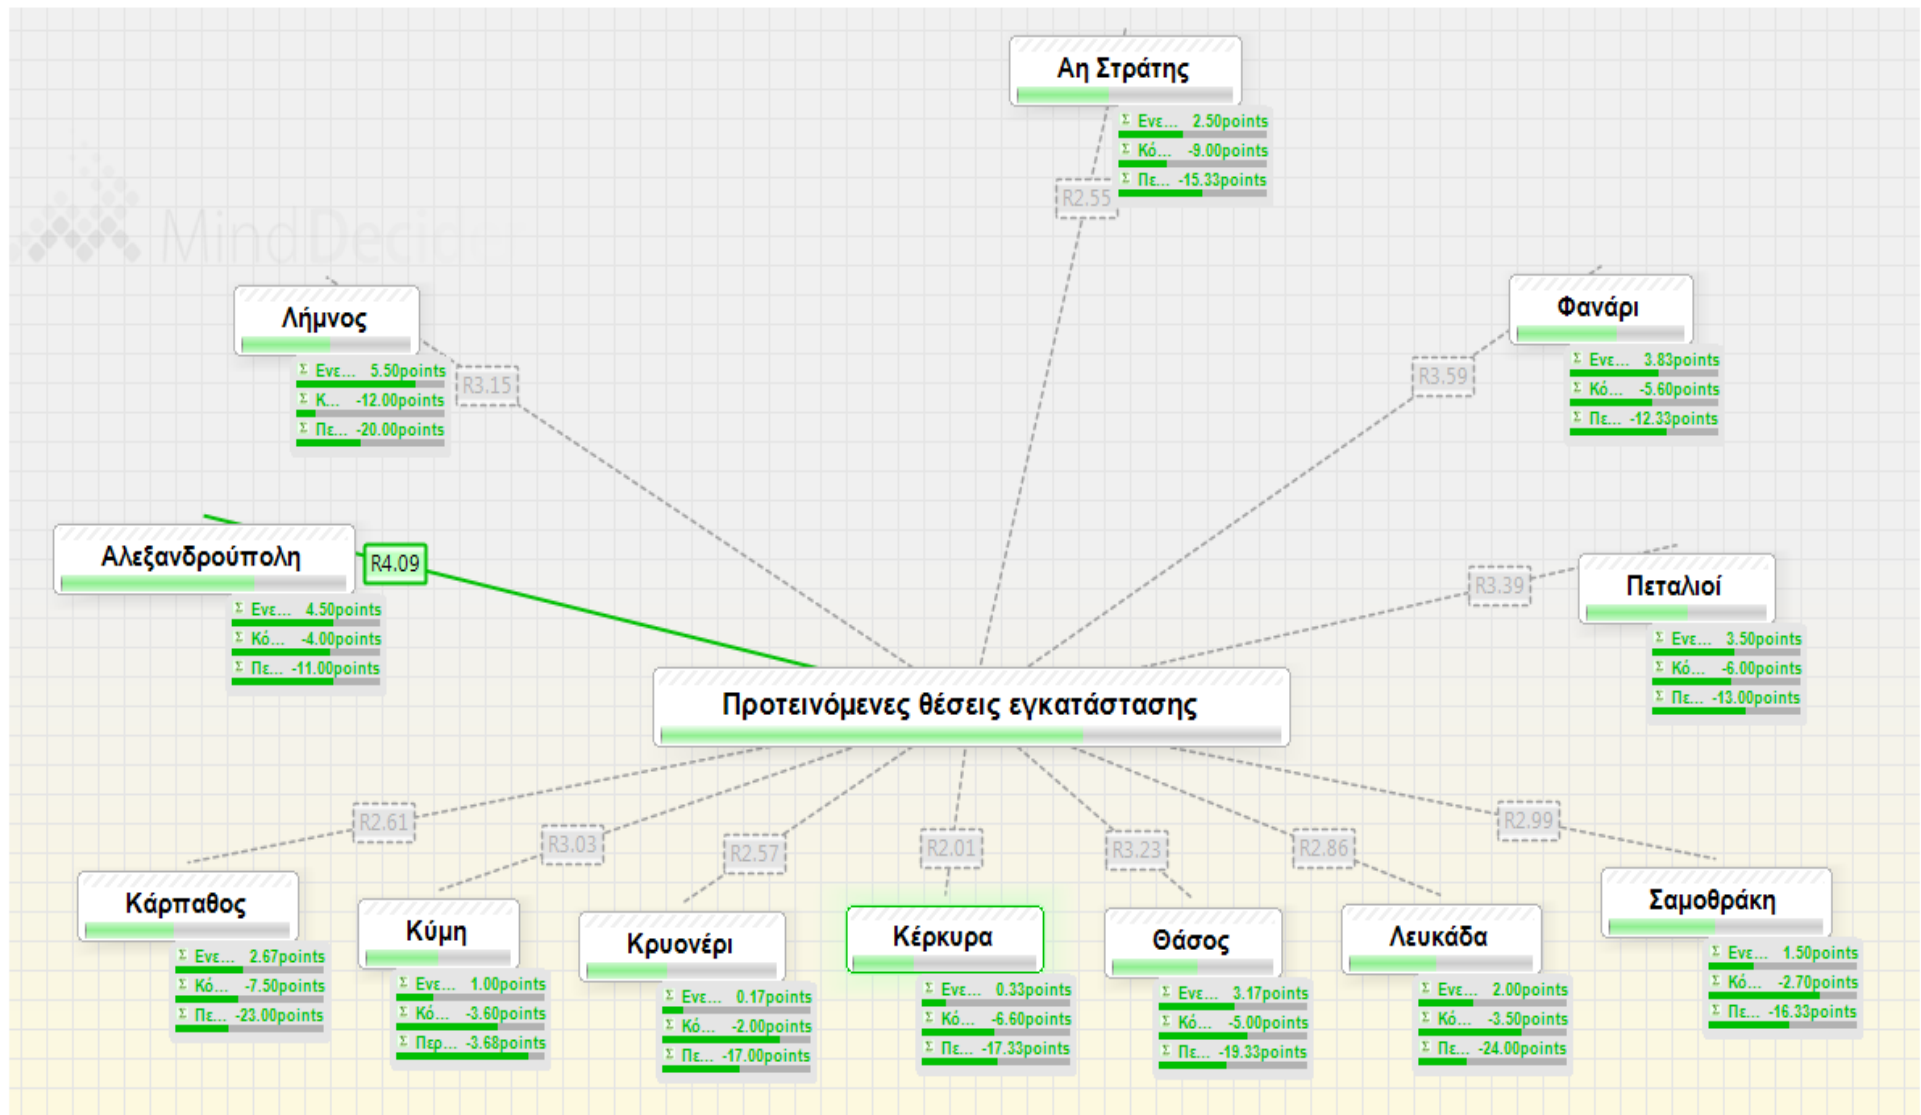 Αη Στράτης
Σ Ενε... 2.50points
Σ Κό... -9.00points
Σ Πε... -15.33points
R2.55
MindDecider
Λήμνος
Σ Ενε... 5.50points
Σ Κ... -12.00points
Σ Πε... -20.00points
R3.15
Φανάρι
Σ Ενε... 3.83points
Σ Κό... -5.60points
Σ Πε... -12.33points
R3.59
Αλεξανδρούπολη
Σ Ενε... 4.50points
Σ Κό... -4.00points
Σ Πε... -11.00points
R4.09
Πεταλιοί
Σ Ενε... 3.50points
Σ Κό... -6.00points
Σ Πε... -13.00points
R3.39
Προτεινόμενες θέσεις εγκατάστασης
R2.61
R3.03
R2.57
R2.01
R3.23
R2.86
R2.99
Κάρπαθος
Σ Ενε... 2.67points
Σ Κό... -7.50points
Σ Πε... -23.00points
Κύμη
Σ Ενε... 1.00points
Σ Κό... -3.60points
Σ Περ... -3.68points
Κρυονέρι
Σ Ενε... 0.17points
Σ Κό... -2.00points
Σ Πε... -17.00points
Κέρκυρα
Σ Ενε... 0.33points
Σ Κό... -6.60points
Σ Πε... -17.33points
Θάσος
Σ Ενε... 3.17points
Σ Κό... -5.00points
Σ Πε... -19.33points
Λευκάδα
Σ Ενε... 2.00points
Σ Κό... -3.50points
Σ Πε... -24.00points
Σαμοθράκη
Σ Ενε... 1.50points
Σ Κό... -2.70points
Σ Πε... -16.33points